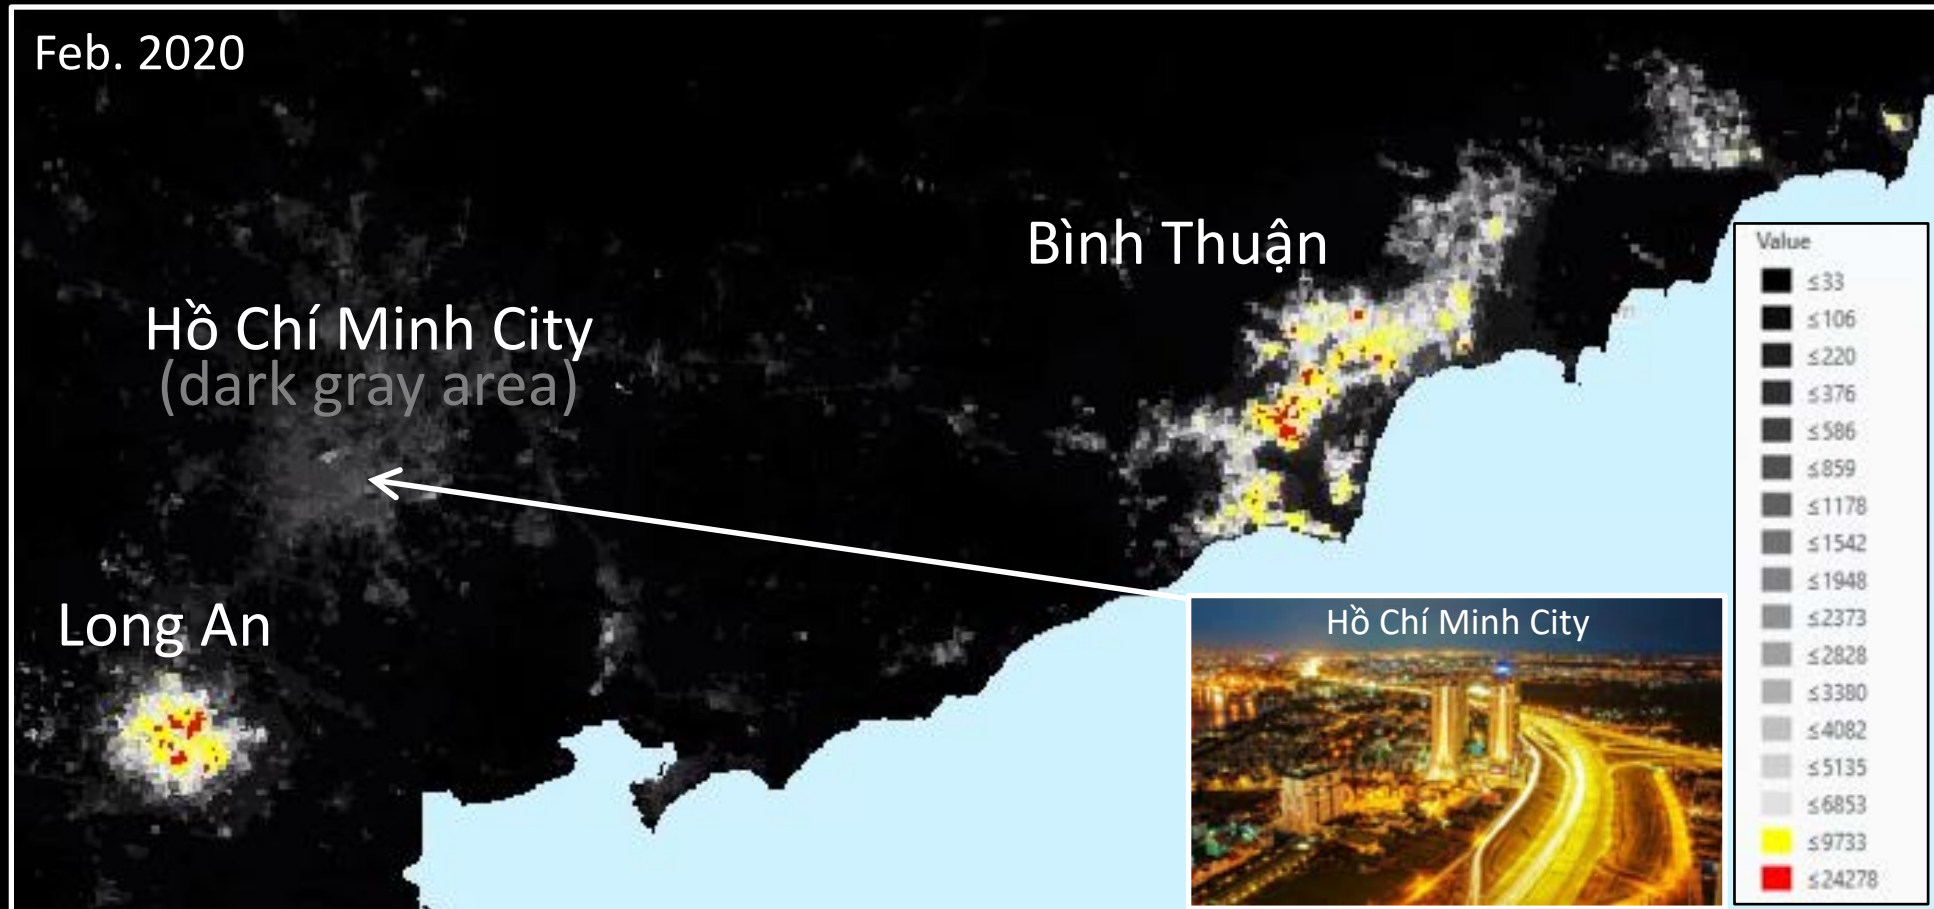 Feb. 2020
Bình Thuận
Hồ Chí Minh City
(dark gray area)
Long An
Hồ Chí Minh City
Value
≤33
≤106
≤220
≤376
≤586
≤859
≤1178
≤1542
≤1948
≤2373
≤2828
≤3380
≤4082
≤5135
≤6853
≤9733
≤24278